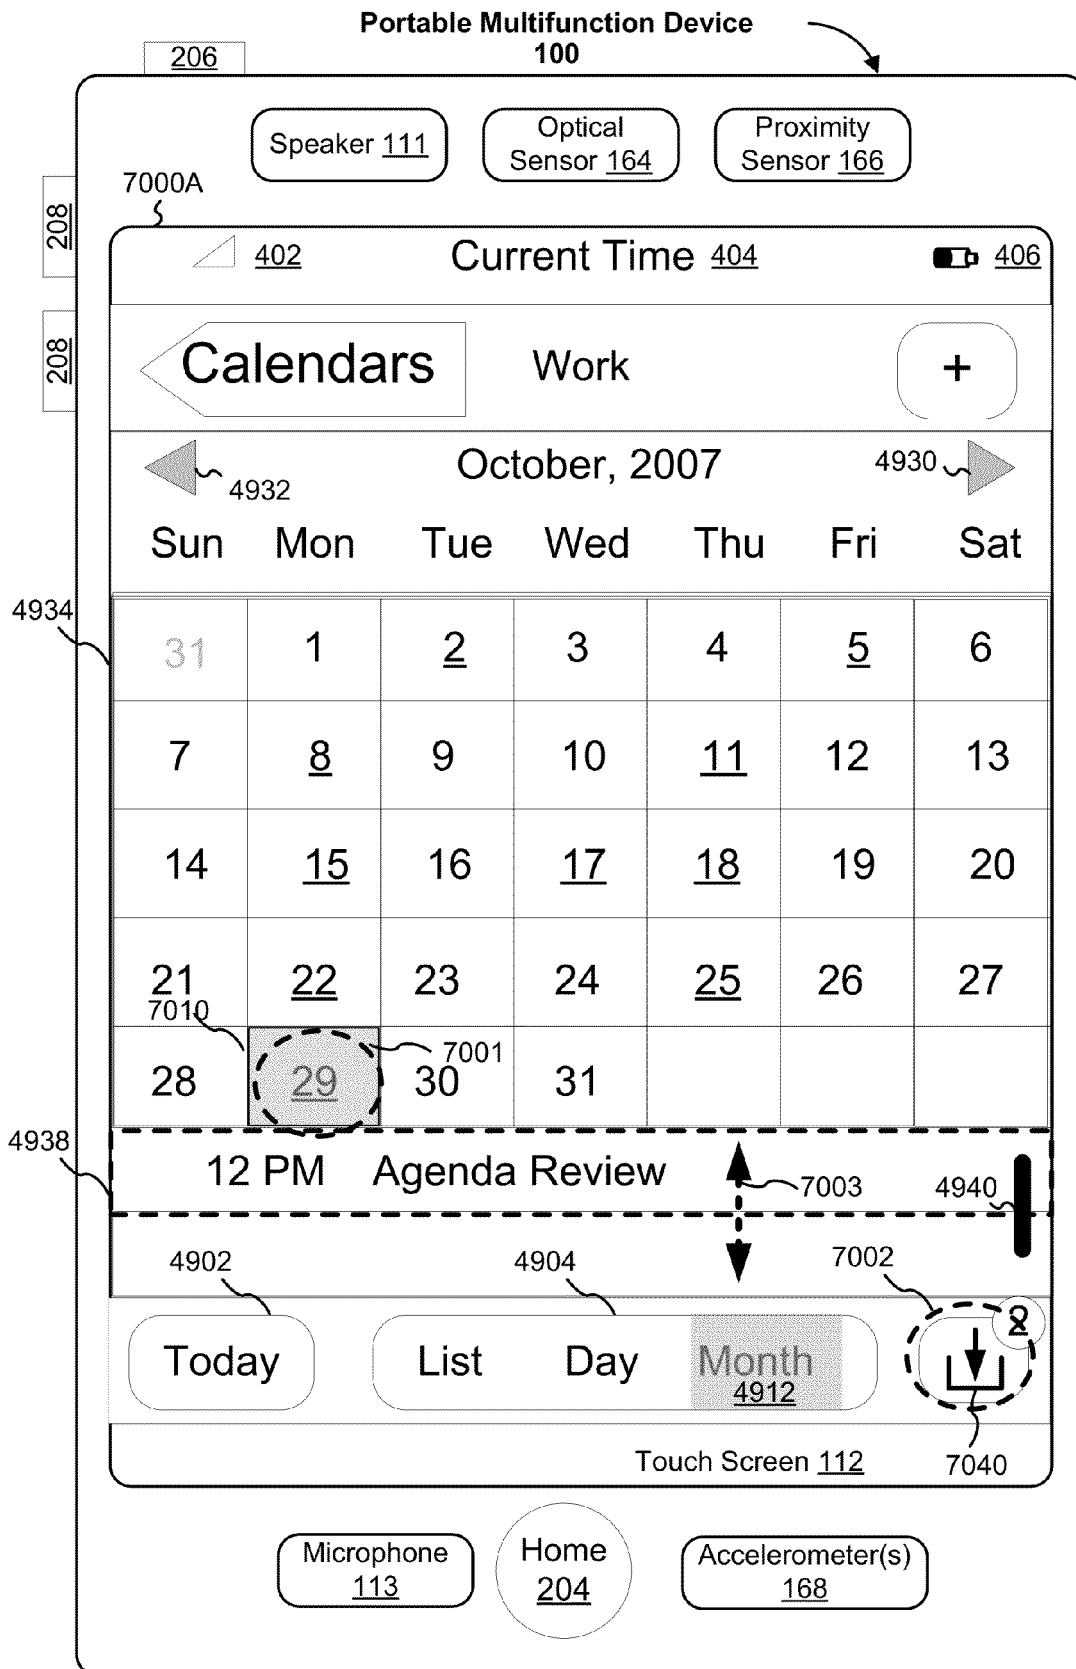 Portable Multifunction Device
100
206
Speaker 111
Optical
Sensor 164
Proximity
Sensor 166
7000A
208
402
Current Time 404
406
208
Calendars
Work
+
October, 2007
4932
4930
Sun Mon Tue Wed Thu Fri Sat
4934
31 1 2 3 4 5 6
7 8 9 10 11 12 13
14 15 16 17 18 19 20
21 22 23 24 25 26 27
7010
7001
28 29 30 31
4938
12 PM Agenda Review
7003
4940
4902
4904
7002
2
Today
List Day Month
4912
7040
Touch Screen 112
Microphone
113
Home
204
Accelerometer(s)
168